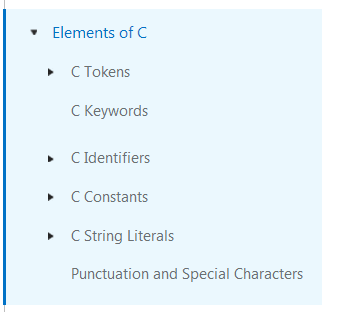 Elements of C
C Tokens
C Keywords
C Identifiers
C Constants
C String Literals
Punctuation and Special Characters